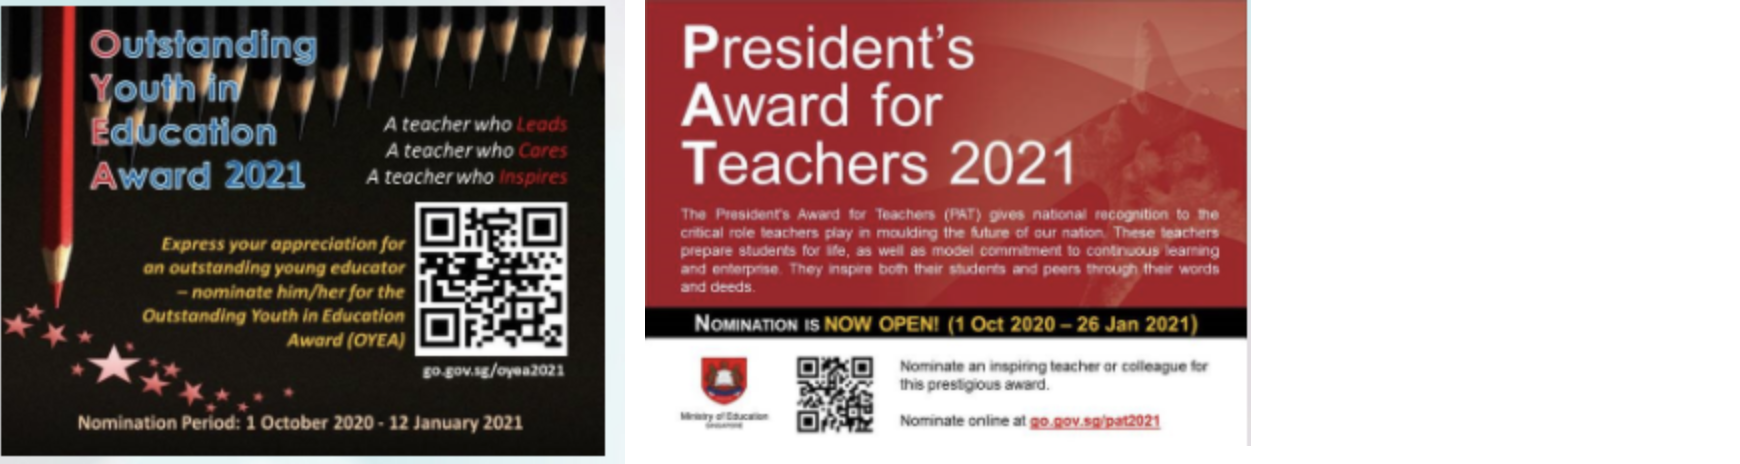 Outstanding
Youth in
Education
Award 2021
A teacher who Leads
A teacher who Cares
A teacher who Inspires
Express your appreciation for
an outstanding young educator
– nominate him/her for the
Outstanding Youth in Education
Award (OYEA)
go.gov.sg/oyea2021
Nomination Period: 1 October 2020 - 12 January 2021
President's
Award for
Teachers 2021
The President's Award for Teachers (PAT) gives national recognition to the
critical role teachers play in moulding the future of our nation. These teachers
prepare students for life, as well as model commitment to continuous learning
and enterprise. They inspire both their students and peers through their words
and deeds.
NOMINATION IS NOW OPEN! (1 Oct 2020 – 26 Jan 2021)
Ministry of Education
SINGAPORE
Nominate an inspiring teacher or colleague for
this prestigious award.
Nominate online at go.gov.sg/pat2021